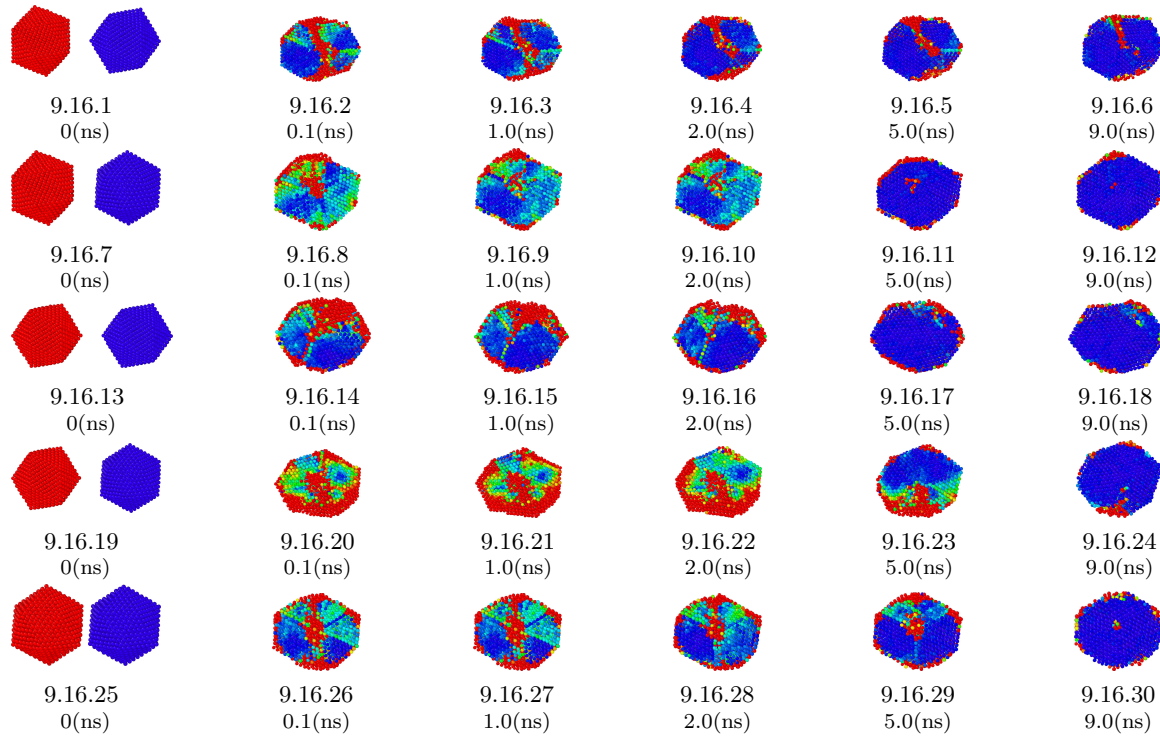 9.16.1 9.16.2 9.16.3 9.16.4 9.16.5 9.16.6
0(ns) 0.1(ns) 1.0(ns) 2.0(ns) 5.0(ns) 9.0(ns)
9.16.7 9.16.8 9.16.9 9.16.10 9.16.11 9.16.12
0(ns) 0.1(ns) 1.0(ns) 2.0(ns) 5.0(ns) 9.0(ns)
9.16.13 9.16.14 9.16.15 9.16.16 9.16.17 9.16.18
0(ns) 0.1(ns) 1.0(ns) 2.0(ns) 5.0(ns) 9.0(ns)
9.16.19 9.16.20 9.16.21 9.16.22 9.16.23 9.16.24
0(ns) 0.1(ns) 1.0(ns) 2.0(ns) 5.0(ns) 9.0(ns)
9.16.25 9.16.26 9.16.27 9.16.28 9.16.29 9.16.30
0(ns) 0.1(ns) 1.0(ns) 2.0(ns) 5.0(ns) 9.0(ns)